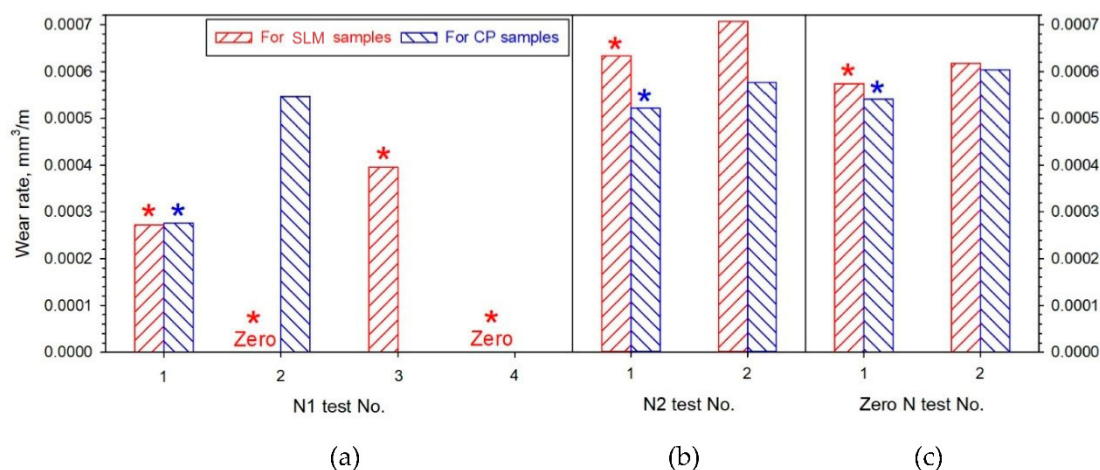 For SLM samples For CP samples
Wear rate, mm³/m
0.0007
0.0006
0.0005
0.0004
0.0003
0.0002
0.0001
0.0000
* * * Zero * * Zero
* *
* *
1 2 3 4
N1 test No.
1 2
N2 test No.
1 2
Zero N test No.
0.0007
0.0006
0.0005
0.0004
0.0003
0.0002
0.0001
0.0000
(a) (b) (c)